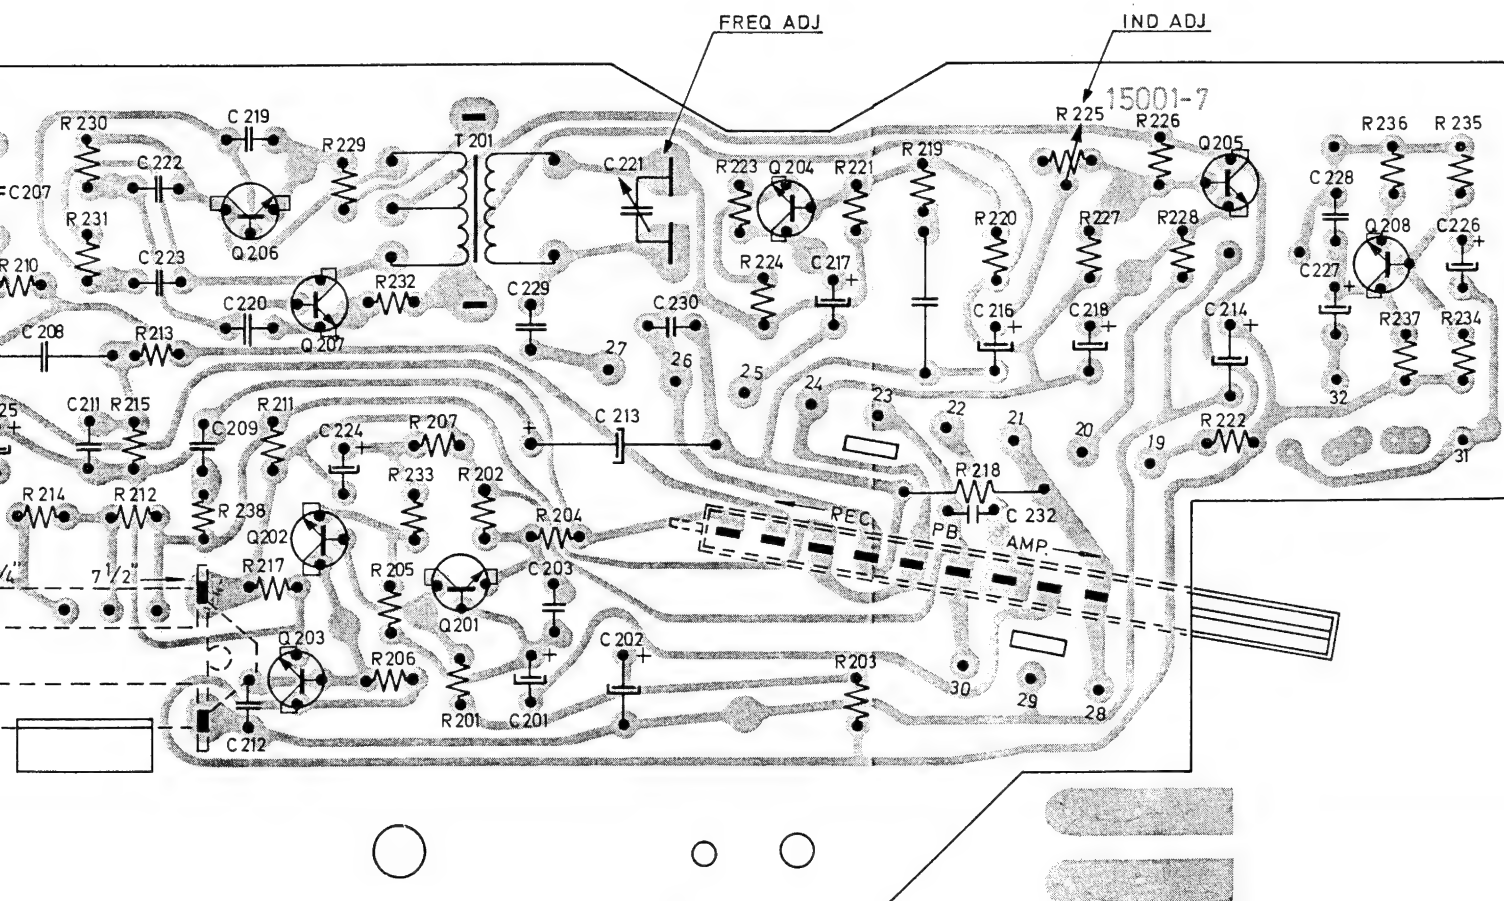 FREQ ADJ
IND ADJ
15001-7
R 230
C 219
R 229
T 201
C 222
C 221
R 223
Q 204
R 221
R 219
R 225
R 226
Q 205
R 236
R 235
C 207
R 231
Q 206
C 223
R 210
R 232
C 220
Q 207
C 229
C 230
R 224
C 217
+
R 220
R 227
R 228
C 228
Q 208
C 226
+
C 227
+
C 216
+
C 218
+
C 214
+
R 237
R 234
C 208
R 213
27
26
25
24
23
22
21
20
19
32
31
25
+
C 211
R 215
C 209
R 211
C 224
+
R 207
+
C 213
R 222
R 214
R 212
R 238
R 233
R 202
R 204
R 218
C 232
REC
PB
AMP.
Q 202
/4"
7 1/2"
R 217
R 205
C 203
Q 201
Q 203
R 206
C 202
+
R 203
30
29
28
R 201
C 201
+
C 212